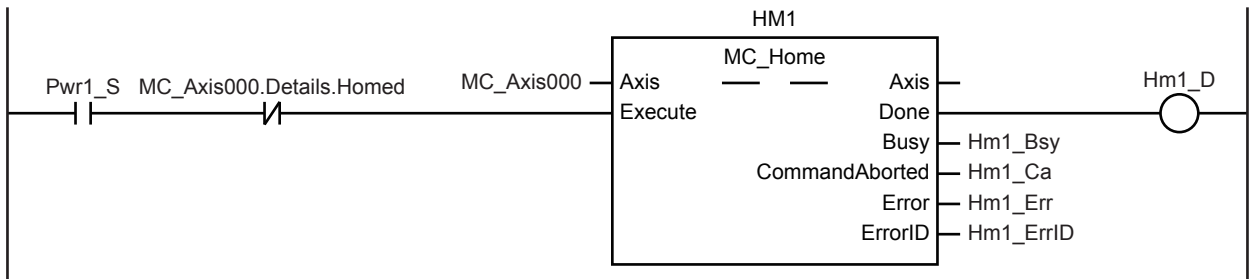 HM1
MC_Home
Pwr1_S MC_Axis000.Details.Homed MC_Axis000 Axis Axis Hm1_D
Execute Done
Busy Hm1_Bsy
CommandAborted Hm1_Ca
Error Hm1_Err
ErrorID Hm1_ErrID